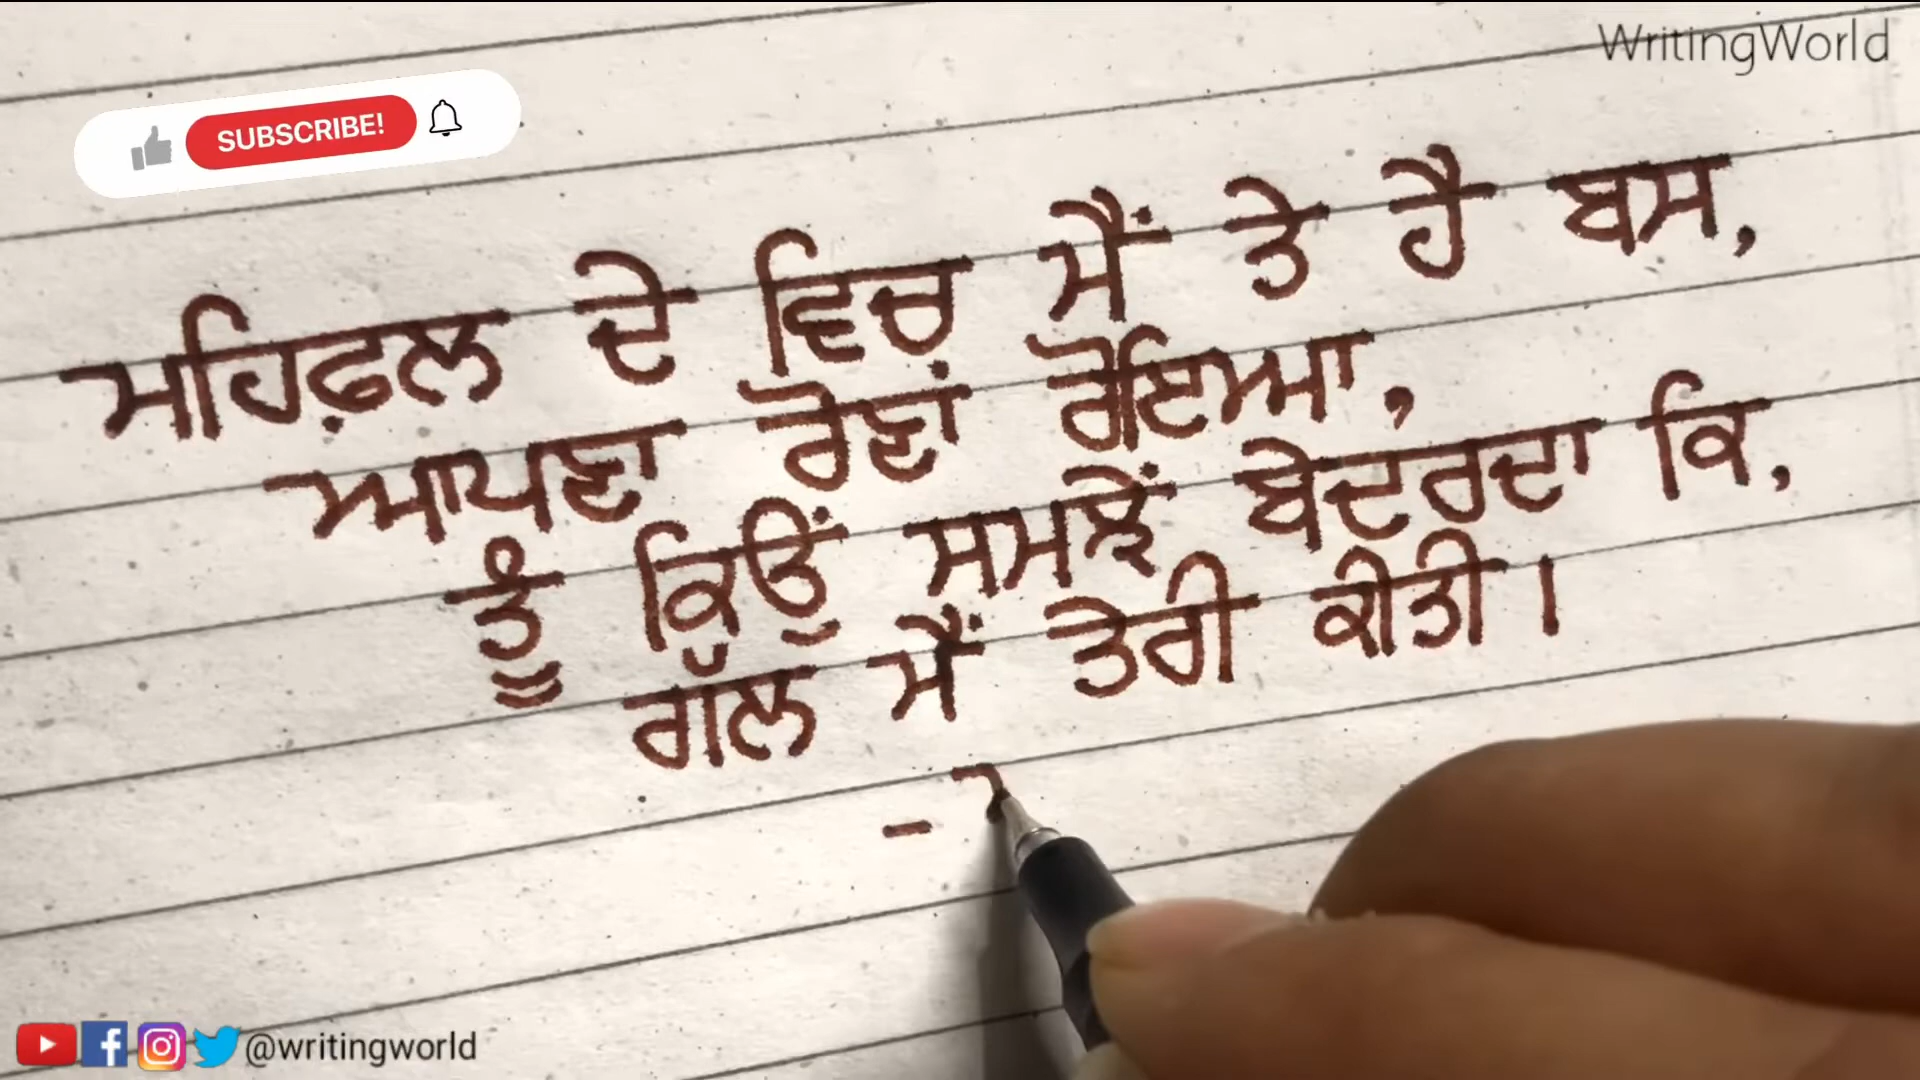 WritingWorld
SUBSCRIBE!
ਮਹਿਫ਼ਲ ਦੇ ਵਿਚ ਮੈਂ ਤੇ ਹੈ ਬਸ,
ਆਪਣਾ ਰੋਣਾਂ ਰੋਇਆ,
ਤੂੰ ਕਿਉਂ ਸਮਝੇਂ ਬੇਦਰਦਾ ਕਿ,
ਗੱਲ ਮੈਂ ਤੇਰੀ ਕੀਤੀ।
-
@writingworld